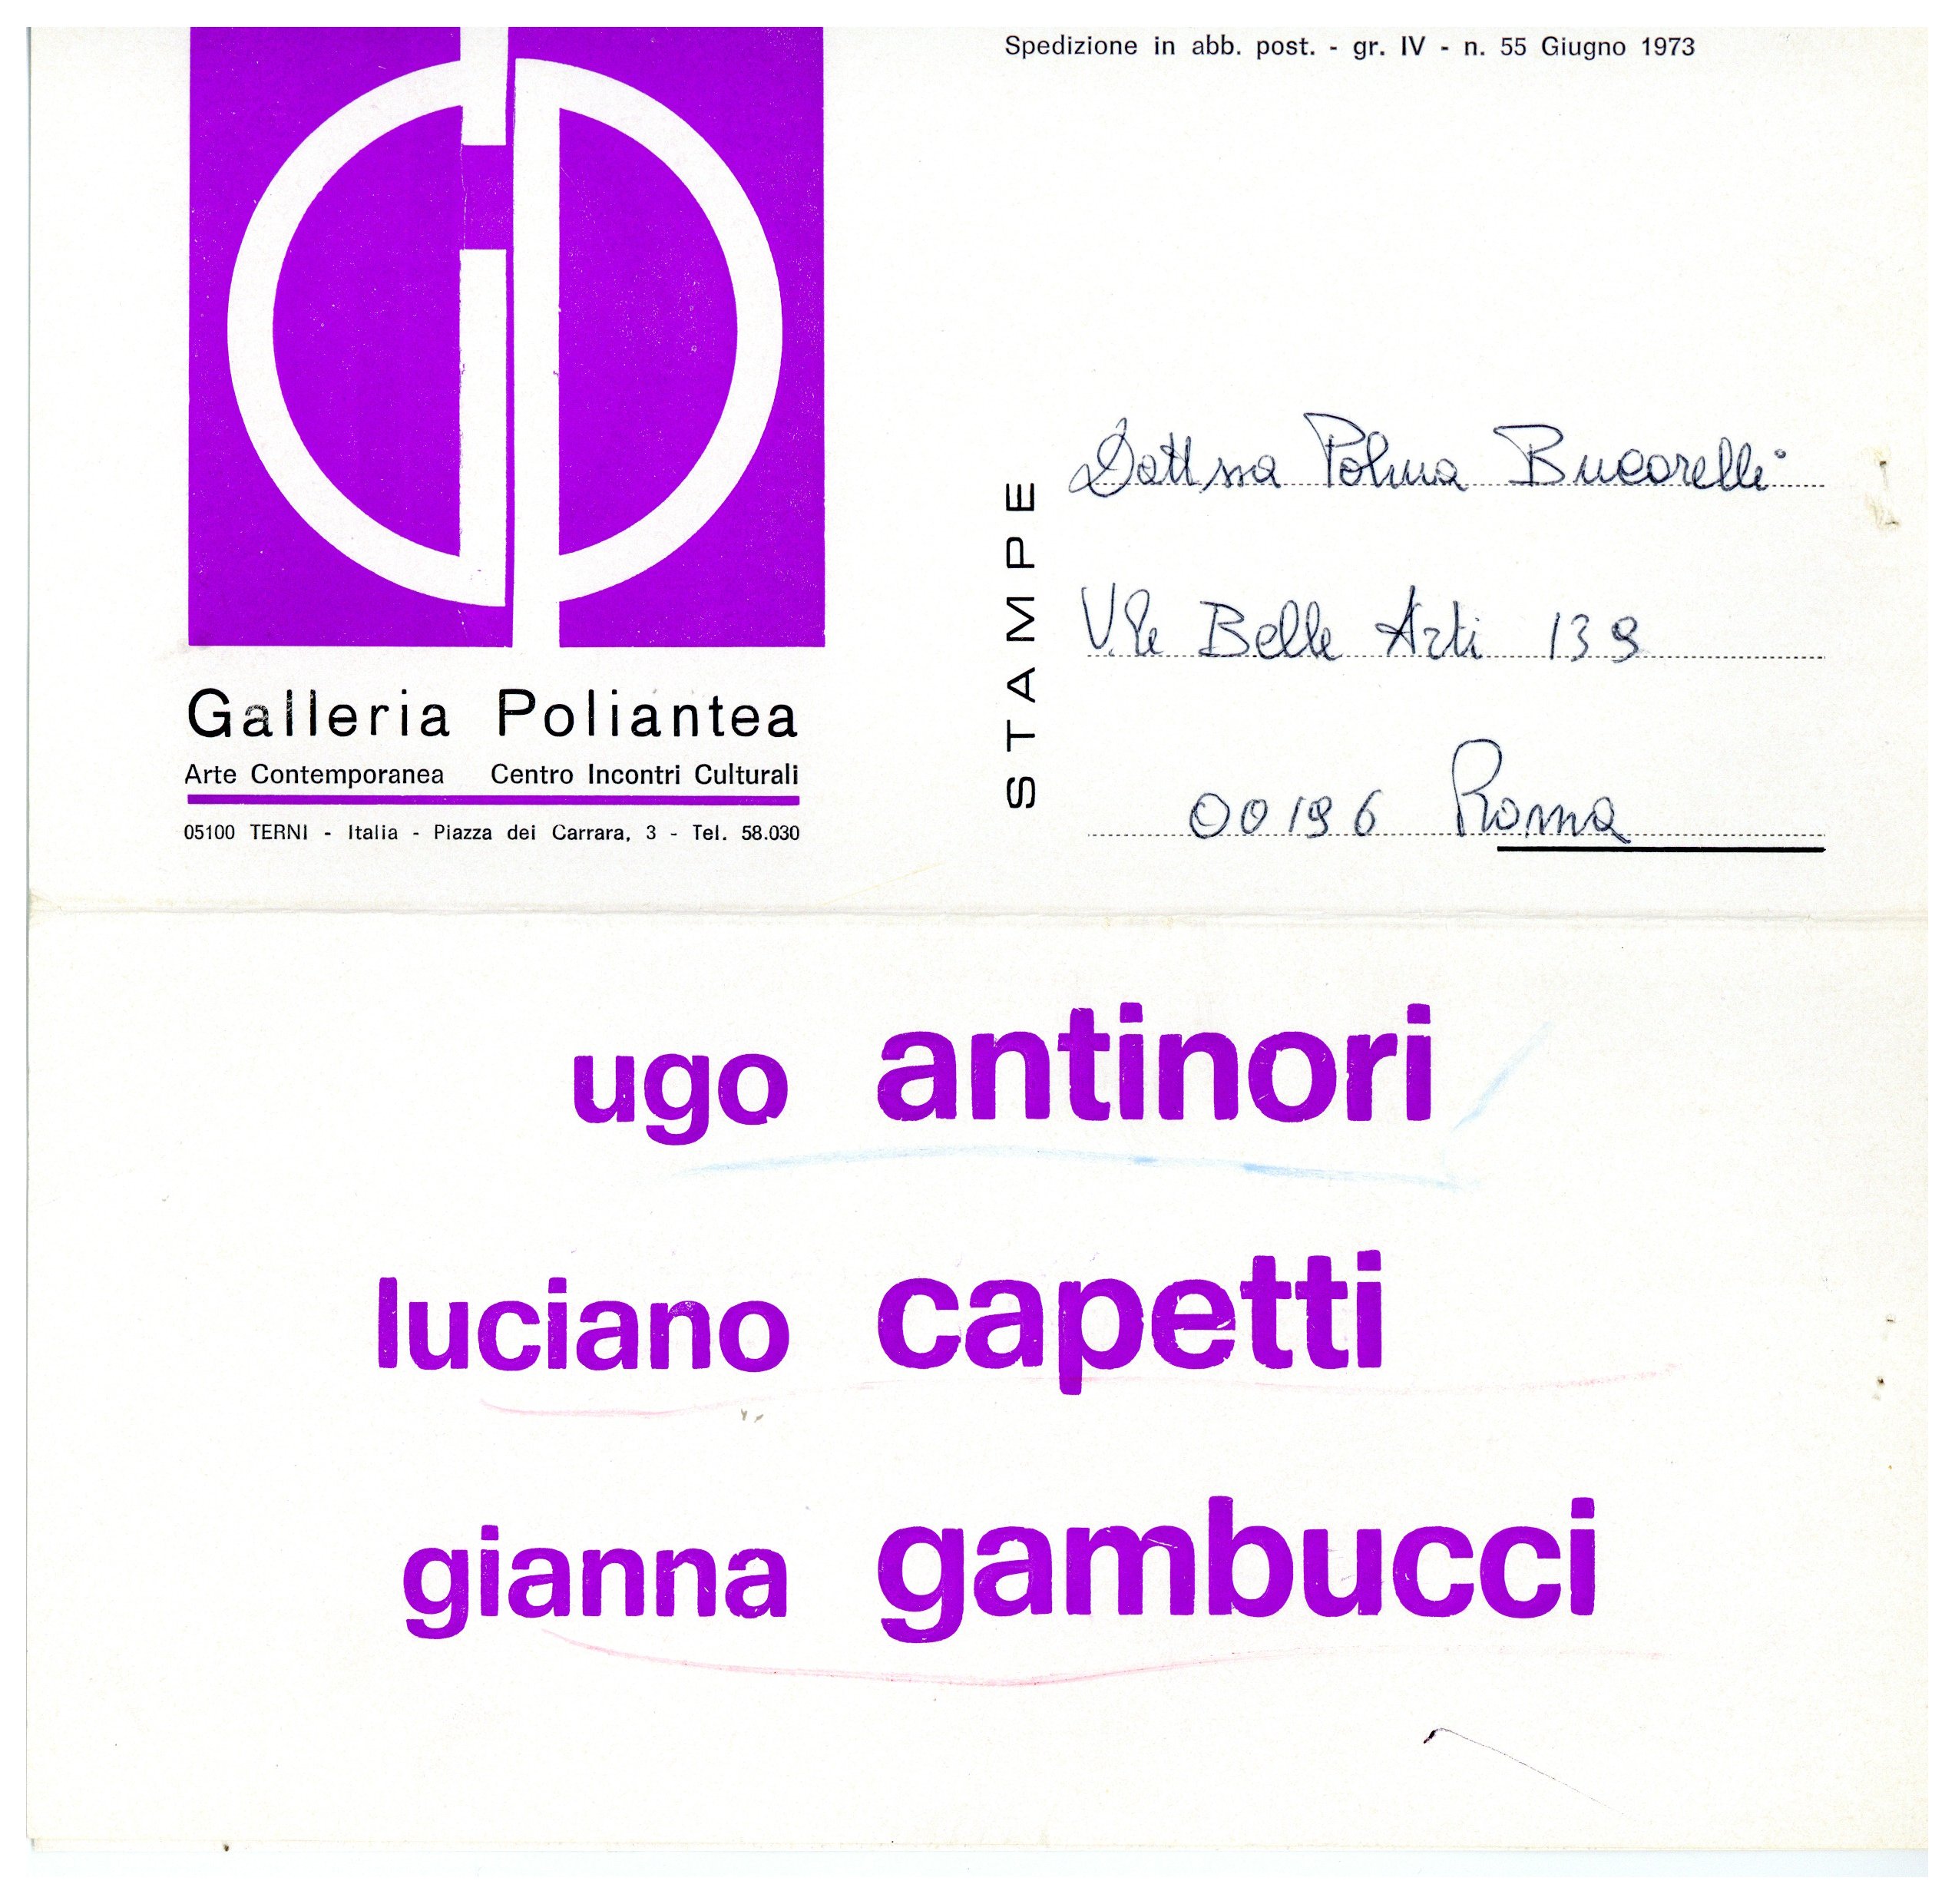 Spedizione in abb. post. - gr. IV - n. 55 Giugno 1973
Galleria Poliantea
Arte Contemporanea Centro Incontri Culturali
05100 TERNI - Italia - Piazza dei Carrara, 3 - Tel. 58.030
STAMPE
Dott ssa Palma Bucarelli
V.le Belle Arti 139
00196 Roma
ugo antinori
luciano capetti
gianna gambucci